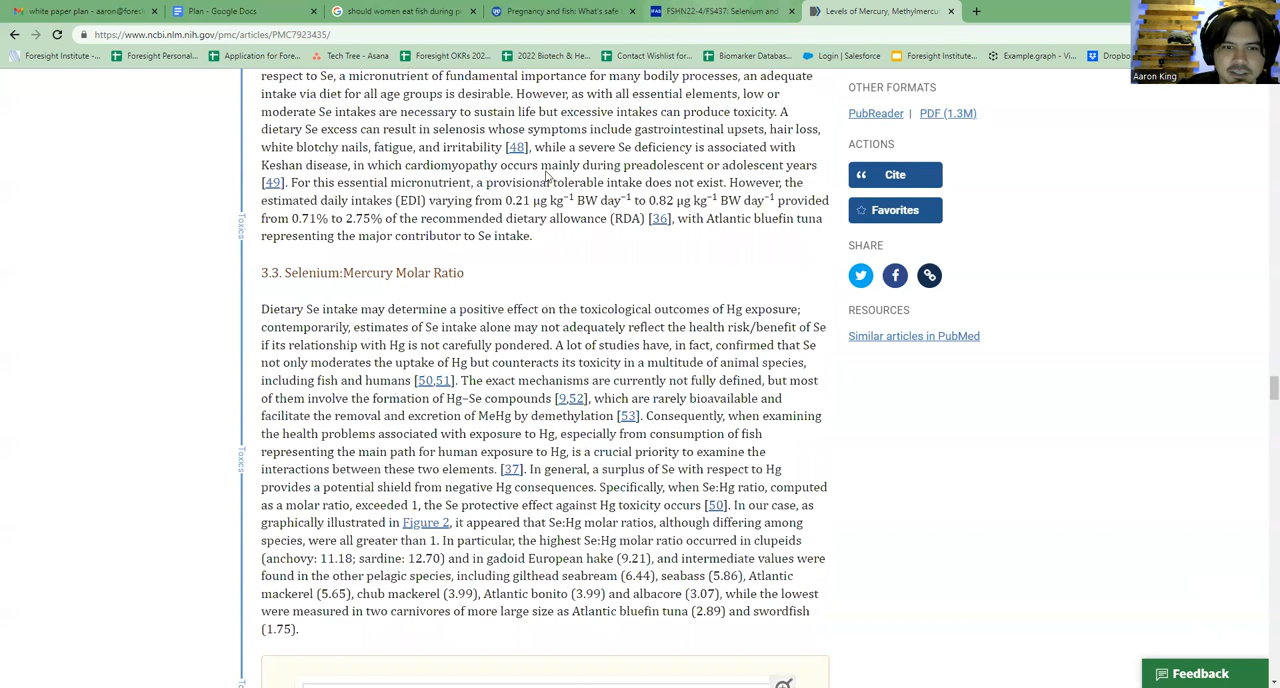 white paper plan - aaron@fores
Plan - Google Docs
should women eat fish during p
Pregnancy and fish: What's safe
FSHN22-4/FS437: Selenium and
Levels of Mercury, Methylmercur
https://www.ncbi.nlm.nih.gov/pmc/articles/PMC7923435/
Foresight Institute -...
Foresight Personal...
Application for Fore...
Tech Tree - Asana
Foresight OKRs 202...
2022 Biotech & He...
Contact Wishlist for...
Biomarker Databas...
Login | Salesforce
Foresight Institute -...
Example.graph - Vi...
Dropbo
Aaron King
respect to Se, a micronutrient of fundamental importance for many bodily processes, an adequate
intake via diet for all age groups is desirable. However, as with all essential elements, low or
moderate Se intakes are necessary to sustain life but excessive intakes can produce toxicity. A
dietary Se excess can result in selenosis whose symptoms include gastrointestinal upsets, hair loss,
white blotchy nails, fatigue, and irritability [48], while a severe Se deficiency is associated with
Keshan disease, in which cardiomyopathy occurs mainly during preadolescent or adolescent years
[49]. For this essential micronutrient, a provisional tolerable intake does not exist. However, the
estimated daily intakes (EDI) varying from 0.21 μg kg⁻¹ BW day⁻¹ to 0.82 μg kg⁻¹ BW day⁻¹ provided
from 0.71% to 2.75% of the recommended dietary allowance (RDA) [36], with Atlantic bluefin tuna
representing the major contributor to Se intake.
3.3. Selenium:Mercury Molar Ratio
Dietary Se intake may determine a positive effect on the toxicological outcomes of Hg exposure;
contemporarily, estimates of Se intake alone may not adequately reflect the health risk/benefit of Se
if its relationship with Hg is not carefully pondered. A lot of studies have, in fact, confirmed that Se
not only moderates the uptake of Hg but counteracts its toxicity in a multitude of animal species,
including fish and humans [50,51]. The exact mechanisms are currently not fully defined, but most
of them involve the formation of Hg–Se compounds [9,52], which are rarely bioavailable and
facilitate the removal and excretion of MeHg by demethylation [53]. Consequently, when examining
the health problems associated with exposure to Hg, especially from consumption of fish
representing the main path for human exposure to Hg, is a crucial priority to examine the
interactions between these two elements. [37]. In general, a surplus of Se with respect to Hg
provides a potential shield from negative Hg consequences. Specifically, when Se:Hg ratio, computed
as a molar ratio, exceeded 1, the Se protective effect against Hg toxicity occurs [50]. In our case, as
graphically illustrated in Figure 2, it appeared that Se:Hg molar ratios, although differing among
species, were all greater than 1. In particular, the highest Se:Hg molar ratio occurred in clupeids
(anchovy: 11.18; sardine: 12.70) and in gadoid European hake (9.21), and intermediate values were
found in the other pelagic species, including gilthead seabream (6.44), seabass (5.86), Atlantic
mackerel (5.65), chub mackerel (3.99), Atlantic bonito (3.99) and albacore (3.07), while the lowest
were measured in two carnivores of more large size as Atlantic bluefin tuna (2.89) and swordfish
(1.75).
Toxics
Toxics
OTHER FORMATS
PubReader | PDF (1.3M)
ACTIONS
Cite
Favorites
SHARE
RESOURCES
Similar articles in PubMed
Feedback